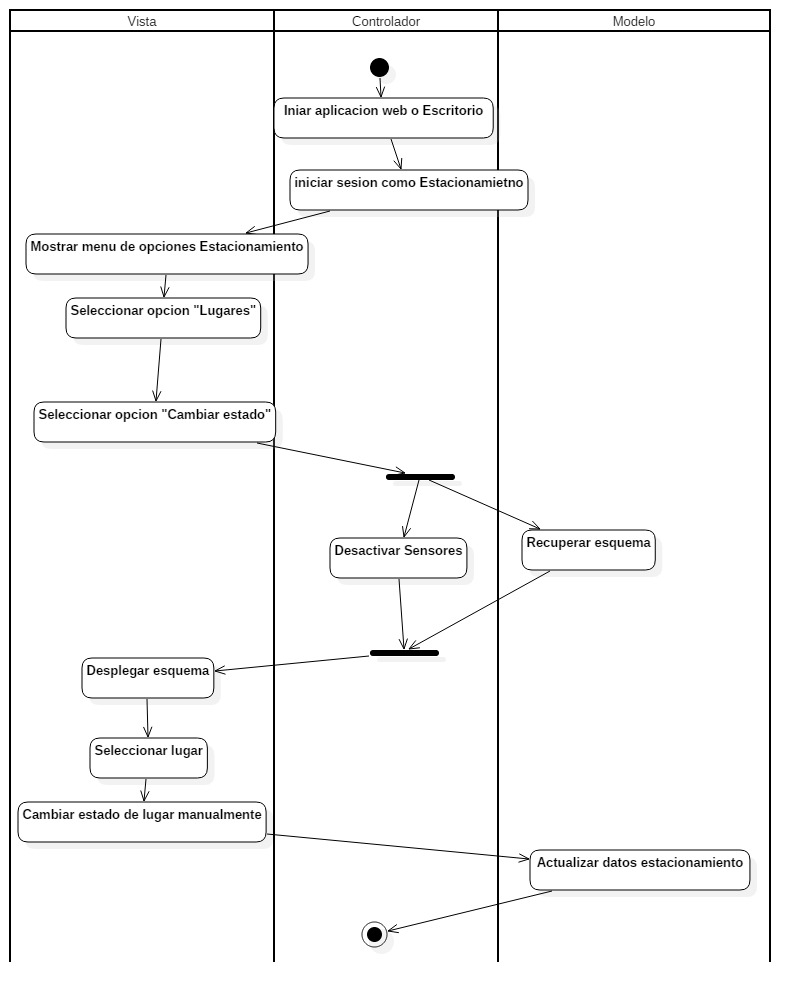 Vista
Controlador
Modelo
Iniar aplicacion web o Escritorio
iniciar sesion como Estacionamietno
Mostrar menu de opciones Estacionamiento
Seleccionar opcion "Lugares"
Seleccionar opcion "Cambiar estado"
Desactivar Sensores
Recuperar esquema
Desplegar esquema
Seleccionar lugar
Cambiar estado de lugar manualmente
Actualizar datos estacionamiento